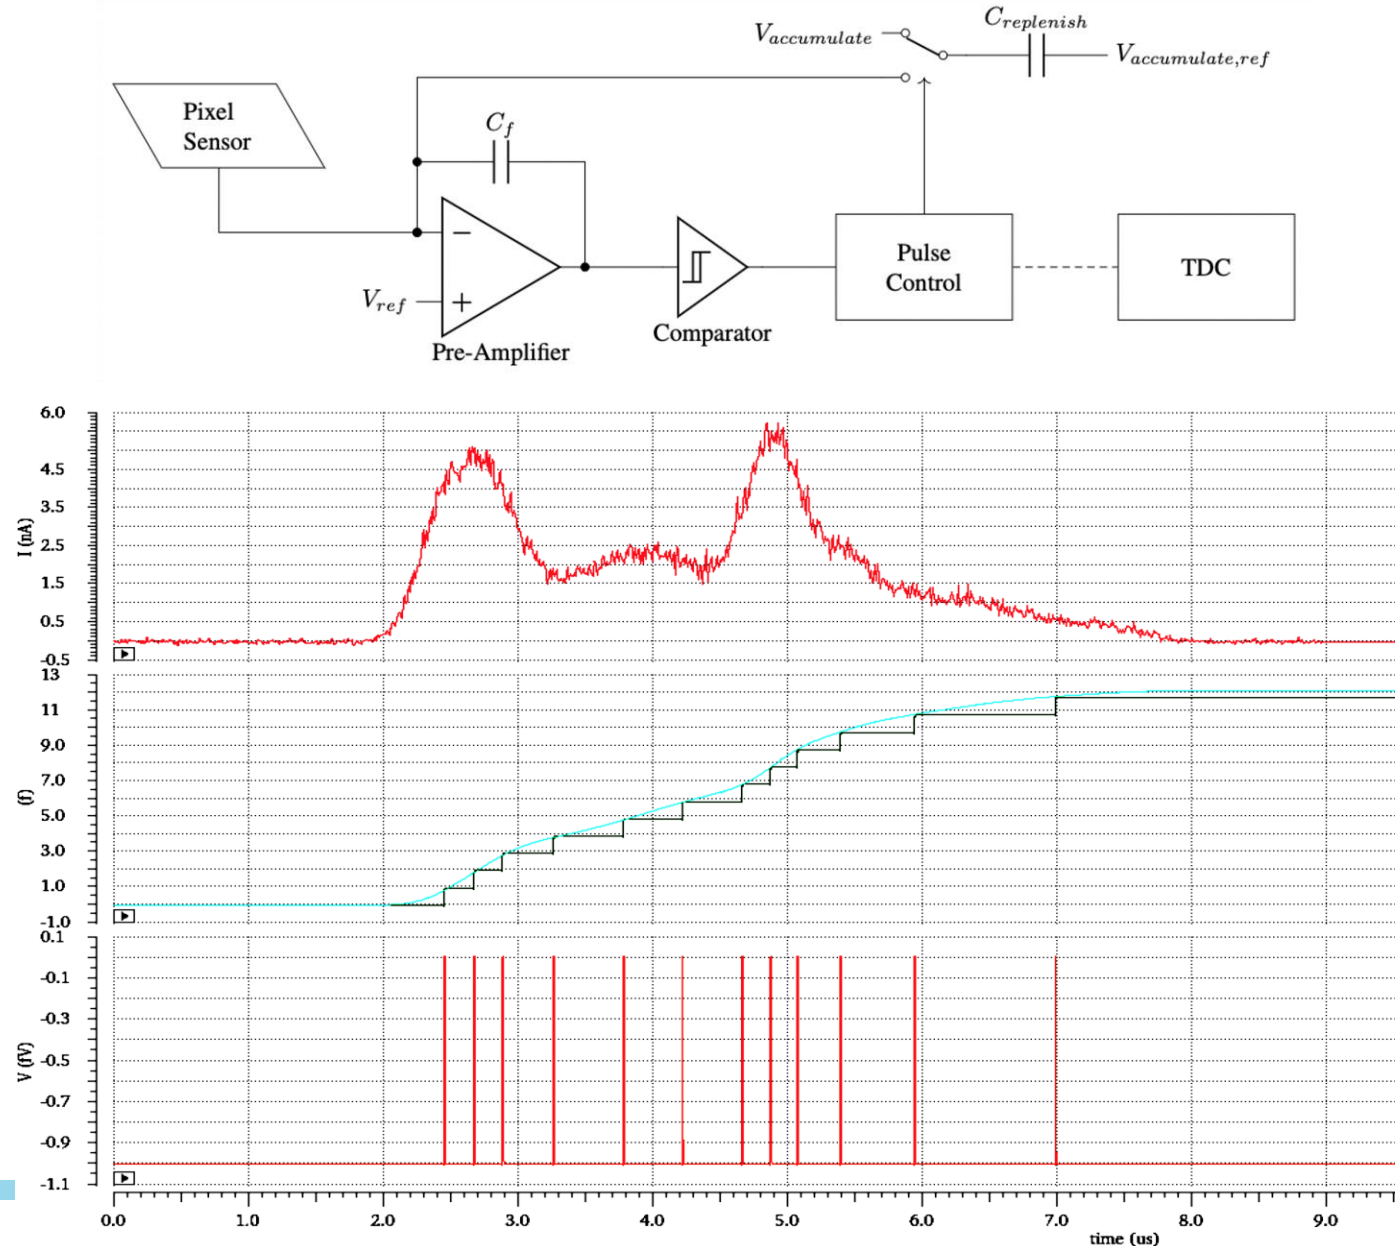 C_replenish
V_accumulate
V_accumulate,ref
Pixel
Sensor
C_f
−
V_ref
+
Pre-Amplifier
Comparator
Pulse
Control
TDC
6.0
4.5
3.5
2.5
1.5
0.5
-0.5
I (nA)
13
11
9.0
7.0
5.0
3.0
1.0
-1.0
(f)
0.1
-0.1
-0.3
-0.5
-0.7
-0.9
-1.1
V (fV)
0.0 1.0 2.0 3.0 4.0 5.0 6.0 7.0 8.0 9.0
time (us)